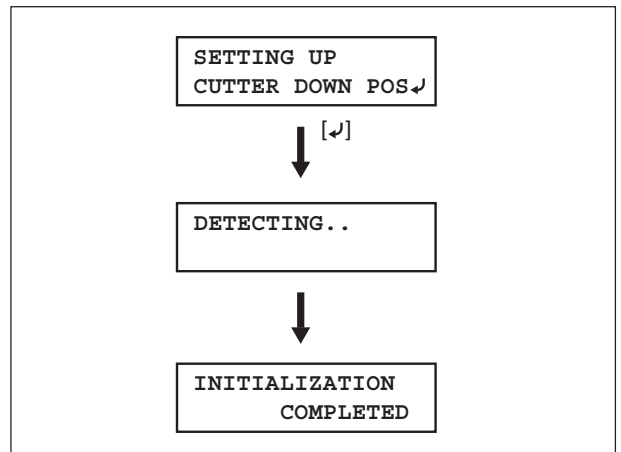 SETTING UP
CUTTER DOWN POS↵
[↵]
DETECTING..
INITIALIZATION
COMPLETED